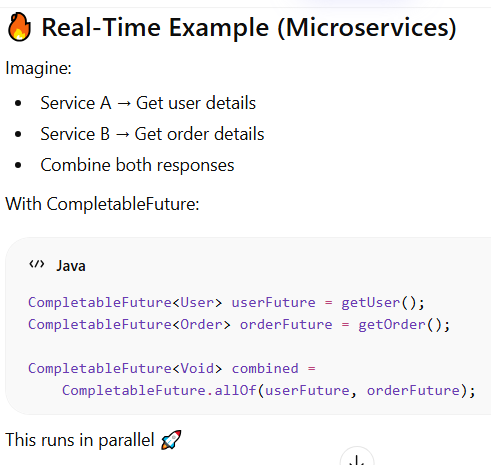 🔥 Real-Time Example (Microservices)
Imagine:
• Service A → Get user details
• Service B → Get order details
• Combine both responses
With CompletableFuture:
</> Java
CompletableFuture<User> userFuture = getUser();
CompletableFuture<Order> orderFuture = getOrder();
CompletableFuture<Void> combined =
    CompletableFuture.allOf(userFuture, orderFuture);
This runs in parallel 🚀